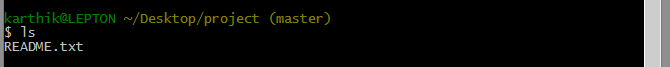 karthik@LEPTON ~/Desktop/project (master)
$ ls
README.txt